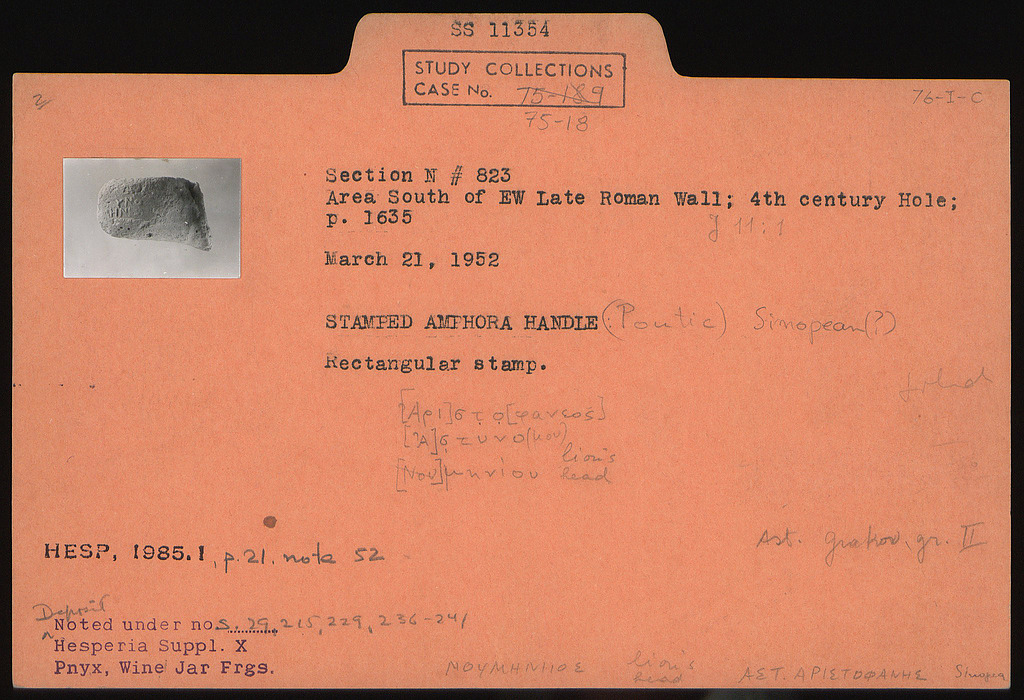 SS 11354
STUDY COLLECTIONS
CASE No. 75-189
75-18
76-I-C
Section N # 823
Area South of EW Late Roman Wall; 4th century Hole;
p. 1635
J 11:1
March 21, 1952
STAMPED AMPHORA HANDLE (Pontic) Sinopean(?)
Rectangular stamp.
[Αρι]στο[φανεος]
[Ἀ]στυνο(μου)
[Νου]μηνίου lion's head
HESP, 1985.1, p.21. note 52
Ast. Grakov, gr. II
Deposit
Noted under nos. 29, 215, 229, 236-241
Hesperia Suppl. X
Pnyx, Wine Jar Frgs.
ΝΟΥΜΗΝΙΟΣ lion's head ΑΣΤ. ΑΡΙΣΤΟΦΑΝΗΣ Sinopea